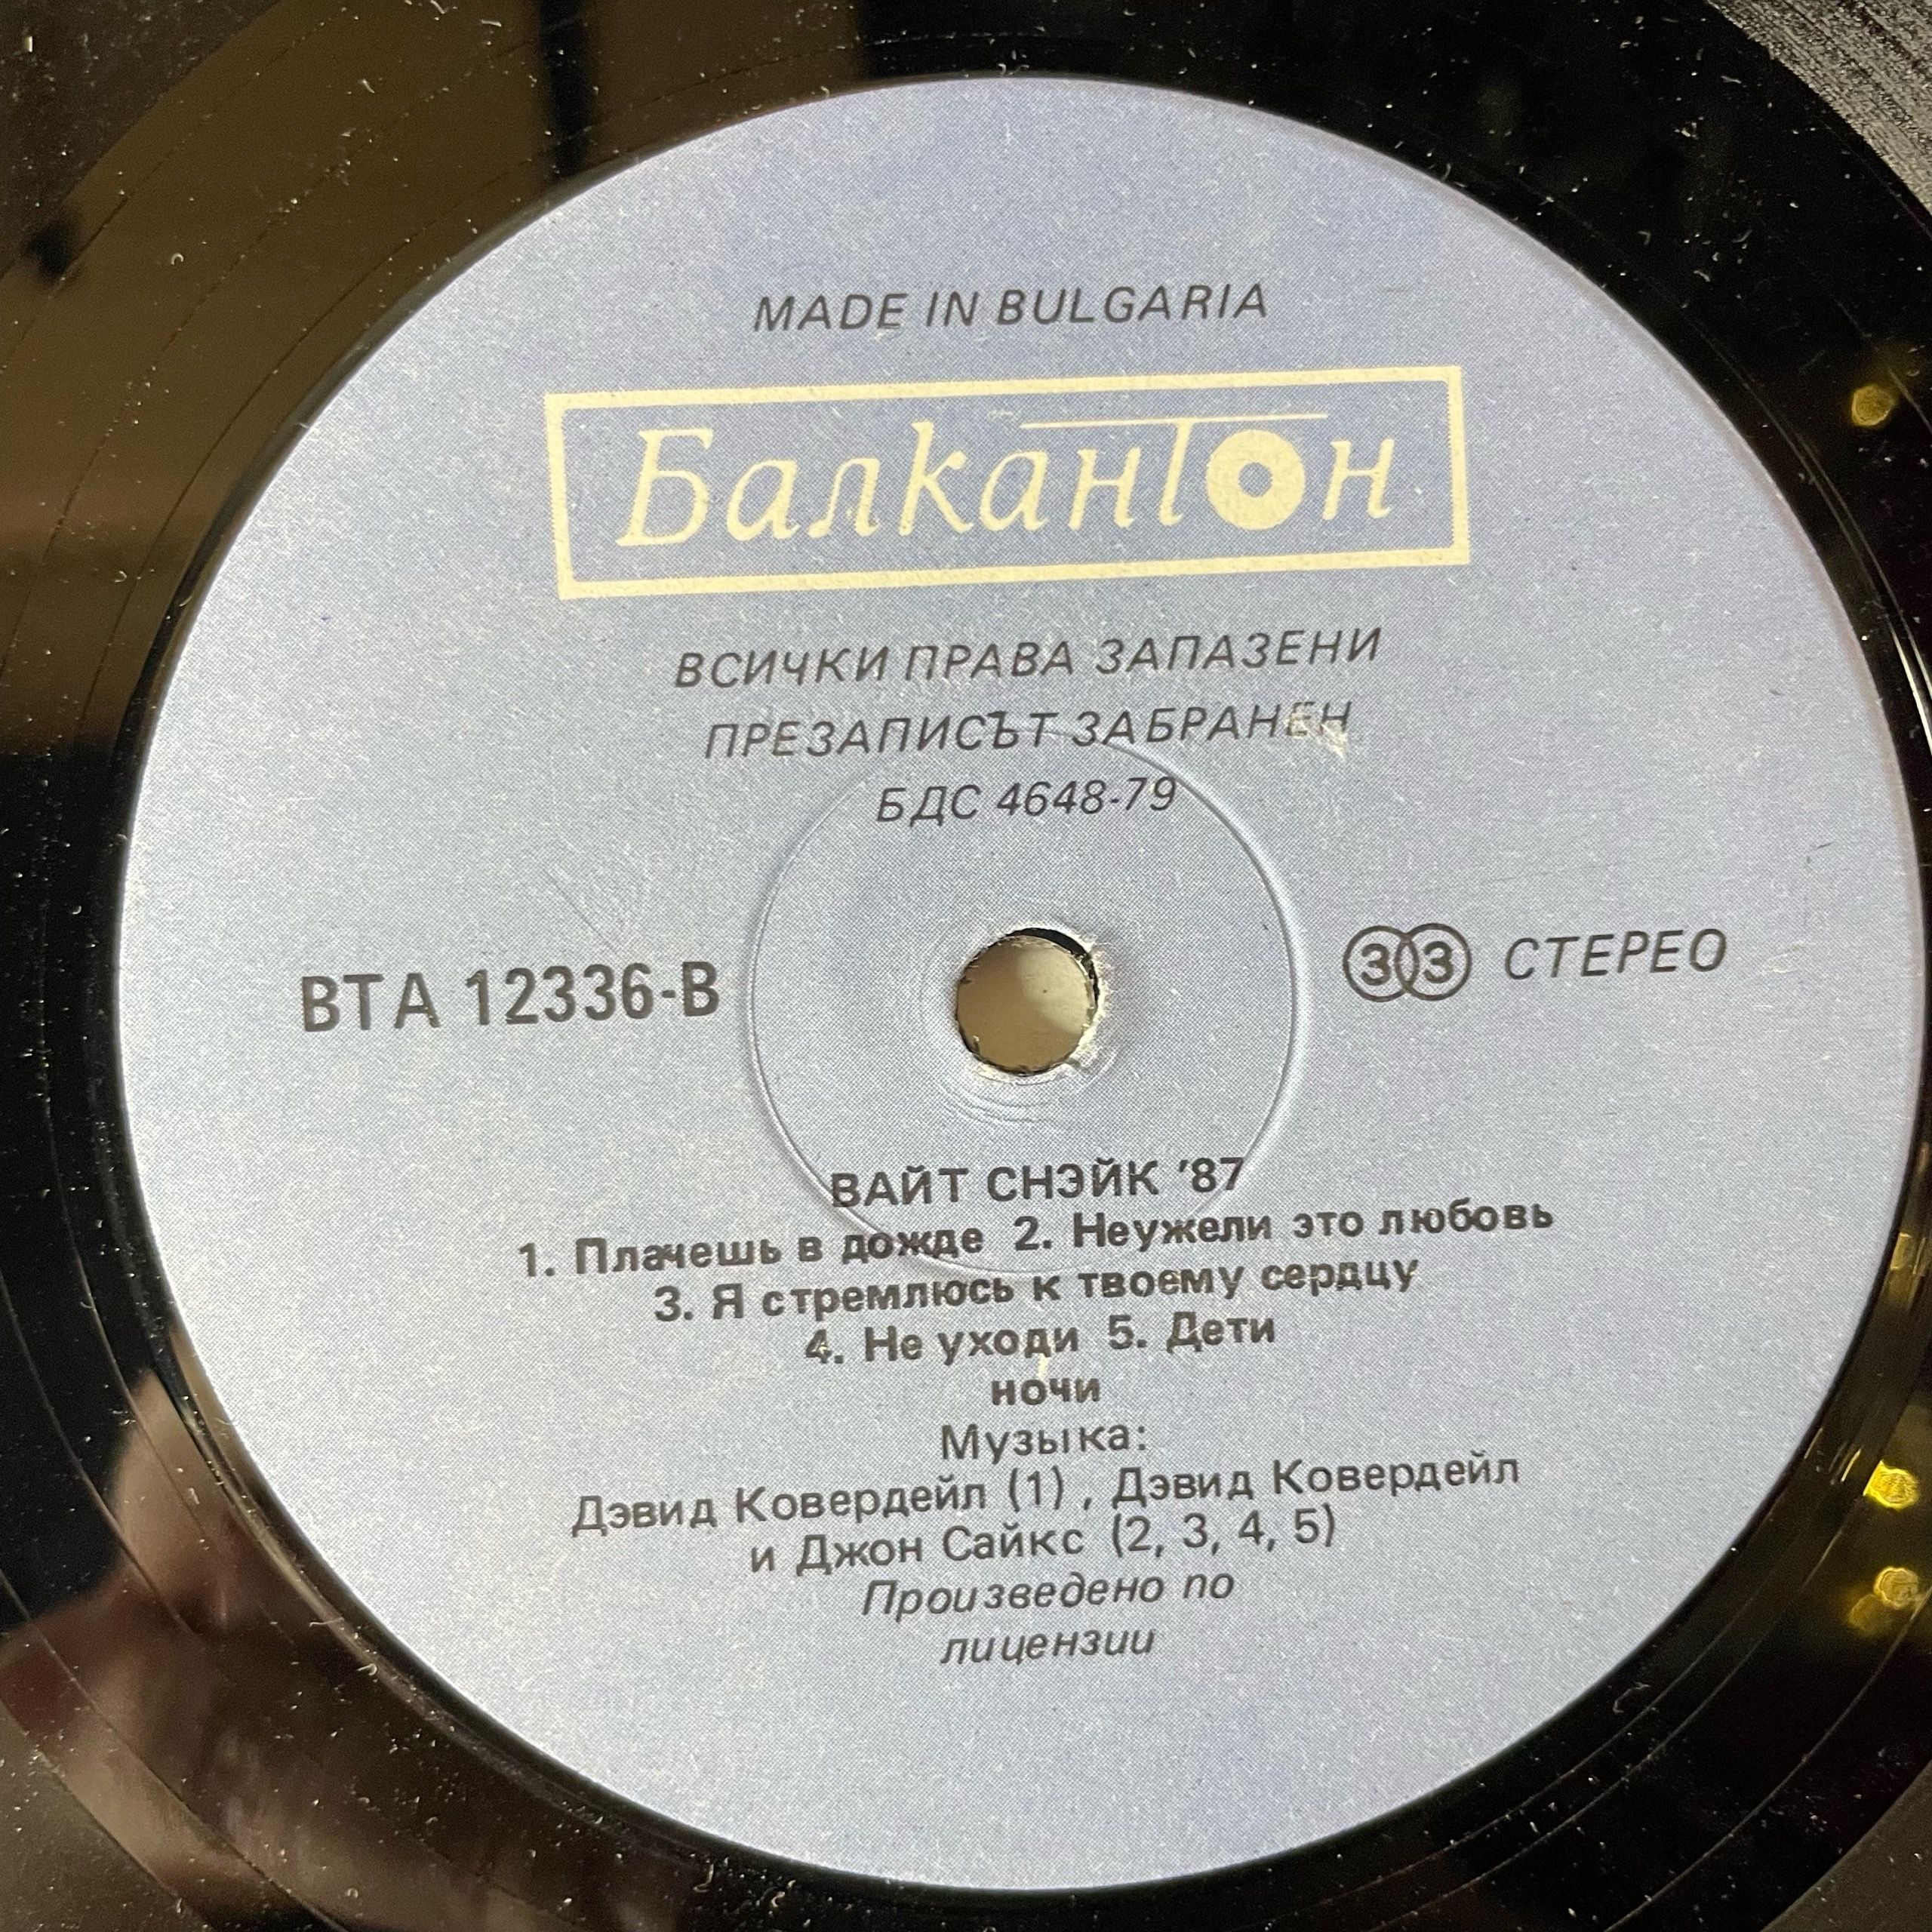 MADE IN BULGARIA
Балкантон
ВСИЧКИ ПРАВА ЗАПАЗЕНИ
ПРЕЗАПИСЪТ ЗАБРАНЕН
БДС 4648-79
ВТА 12336-В
33 СТЕРЕО
ВАЙТ СНЭЙК '87
1. Плачешь в дожде 2. Неужели это любовь
3. Я стремлюсь к твоему сердцу
4. Не уходи 5. Дети
ночи
Музыка:
Дэвид Ковердейл (1) , Дэвид Ковердейл
и Джон Сайкс (2, 3, 4, 5)
Произведено по
лицензии